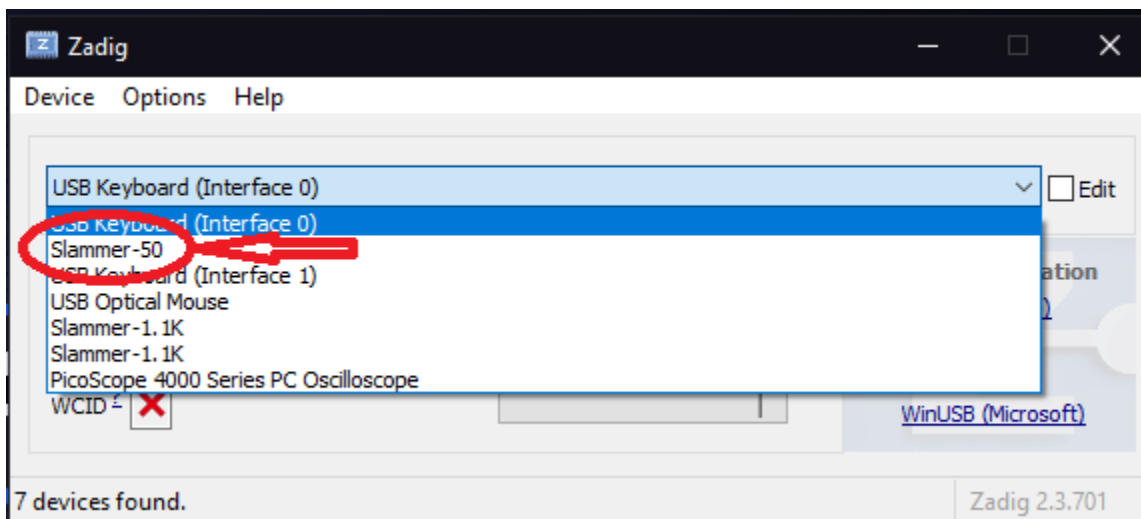 Zadig
Device Options Help
USB Keyboard (Interface 0)
Edit
USB Keyboard (Interface 0)
Slammer-50
USB Keyboard (Interface 1)
USB Optical Mouse
Slammer-1.1K
Slammer-1.1K
PicoScope 4000 Series PC Oscilloscope
ation
)
WCID ?
WinUSB (Microsoft)
7 devices found.
Zadig 2.3.701